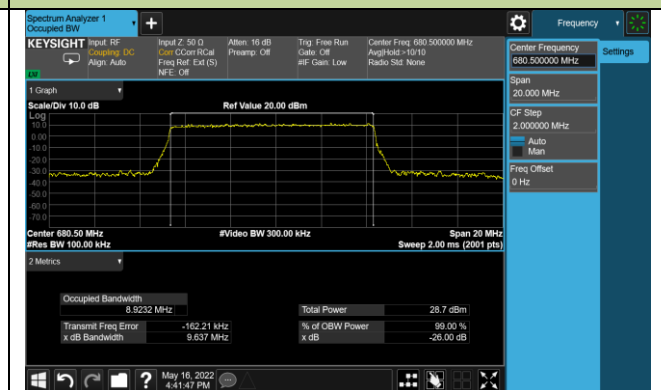 Spectrum Analyzer 1
Occupied BW
Frequency
KEYSIGHT
Input: RF
Coupling: DC
Align: Auto
Input Z: 50 Ω
Corr CCorr RCal
Freq Ref: Ext (S)
NFE: Off
Atten: 16 dB
Preamp: Off
Trig: Free Run
Gate: Off
#IF Gain: Low
Center Freq: 680.500000 MHz
Avg|Hold:>10/10
Radio Std: None
Center Frequency
680.500000 MHz
Settings
Span
20.000 MHz
CF Step
2.000000 MHz
Auto
Man
Freq Offset
0 Hz
1 Graph
Scale/Div 10.0 dB
Ref Value 20.00 dBm
Log
10.0
0.00
-10.0
-20.0
-30.0
-40.0
-50.0
-60.0
-70.0
Center 680.50 MHz
#Video BW 300.00 kHz
Span 20 MHz
#Res BW 100.00 kHz
Sweep 2.00 ms (2001 pts)
2 Metrics
Occupied Bandwidth
8.9232 MHz
Total Power 28.7 dBm
Transmit Freq Error -162.21 kHz
% of OBW Power 99.00 %
x dB Bandwidth 9.637 MHz
x dB -26.00 dB
?
May 16, 2022
4:41:47 PM